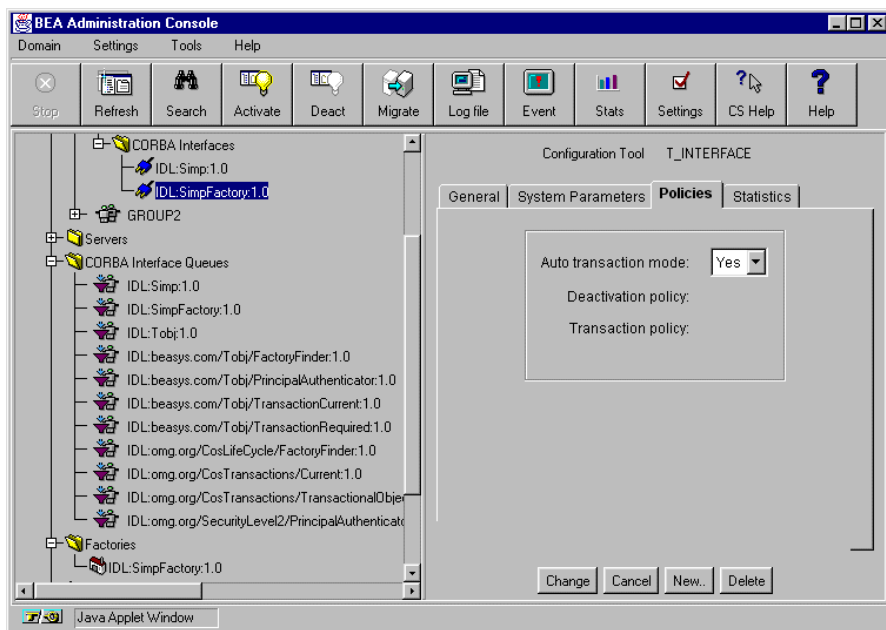 BEA Administration Console
Domain Settings Tools Help
Stop Refresh Search Activate Deact Migrate Log file Event Stats Settings CS Help Help
CORBA Interfaces
IDL:Simp:1.0
IDL:SimpFactory:1.0
GROUP2
Servers
CORBA Interface Queues
IDL:Simp:1.0
IDL:SimpFactory:1.0
IDL:Tobj:1.0
IDL:beasys.com/Tobj/FactoryFinder:1.0
IDL:beasys.com/Tobj/PrincipalAuthenticator:1.0
IDL:beasys.com/Tobj/TransactionCurrent:1.0
IDL:beasys.com/Tobj/TransactionRequired:1.0
IDL:omg.org/CosLifeCycle/FactoryFinder:1.0
IDL:omg.org/CosTransactions/Current:1.0
IDL:omg.org/CosTransactions/TransactionalObje
IDL:omg.org/SecurityLevel2/PrincipalAuthentica
Factories
IDL:SimpFactory:1.0
Configuration Tool T_INTERFACE
General System Parameters Policies Statistics
Auto transaction mode: Yes
Deactivation policy:
Transaction policy:
Change Cancel New.. Delete
Java Applet Window